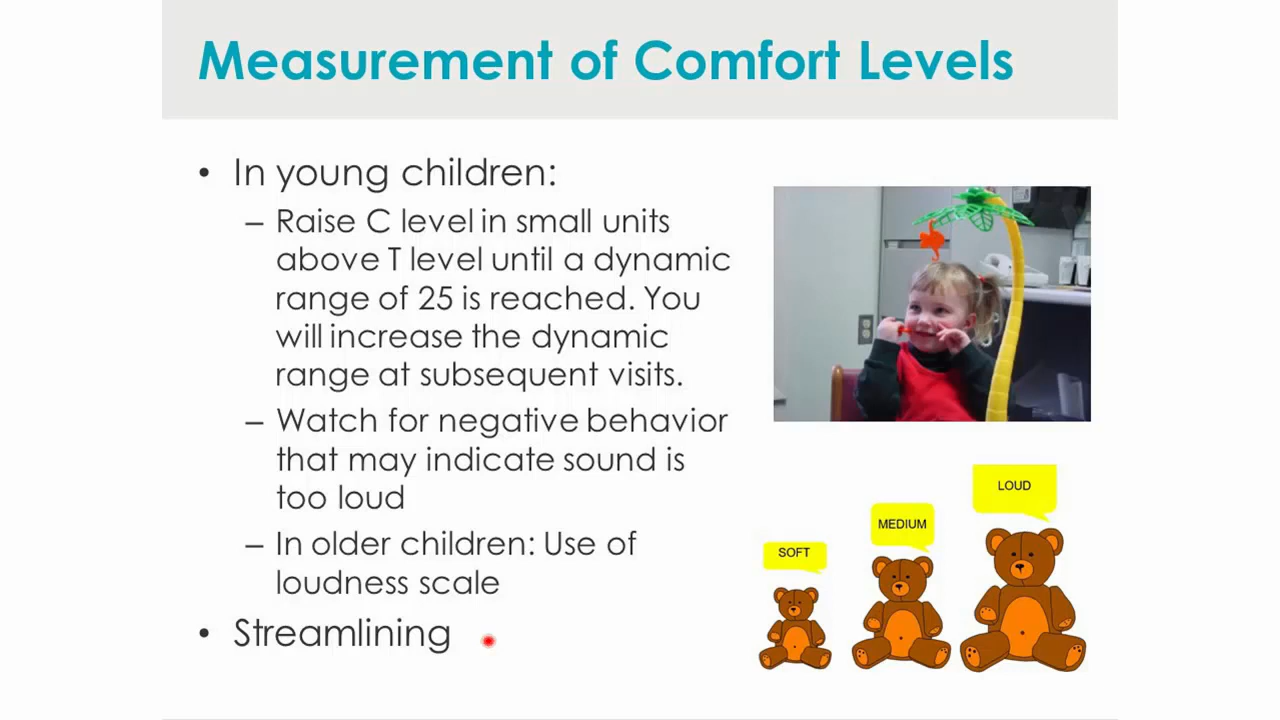 Measurement of Comfort Levels
• In young children:
– Raise C level in small units
above T level until a dynamic
range of 25 is reached. You
will increase the dynamic
range at subsequent visits.
– Watch for negative behavior
that may indicate sound is
too loud
– In older children: Use of
loudness scale
• Streamlining
SOFT
MEDIUM
LOUD